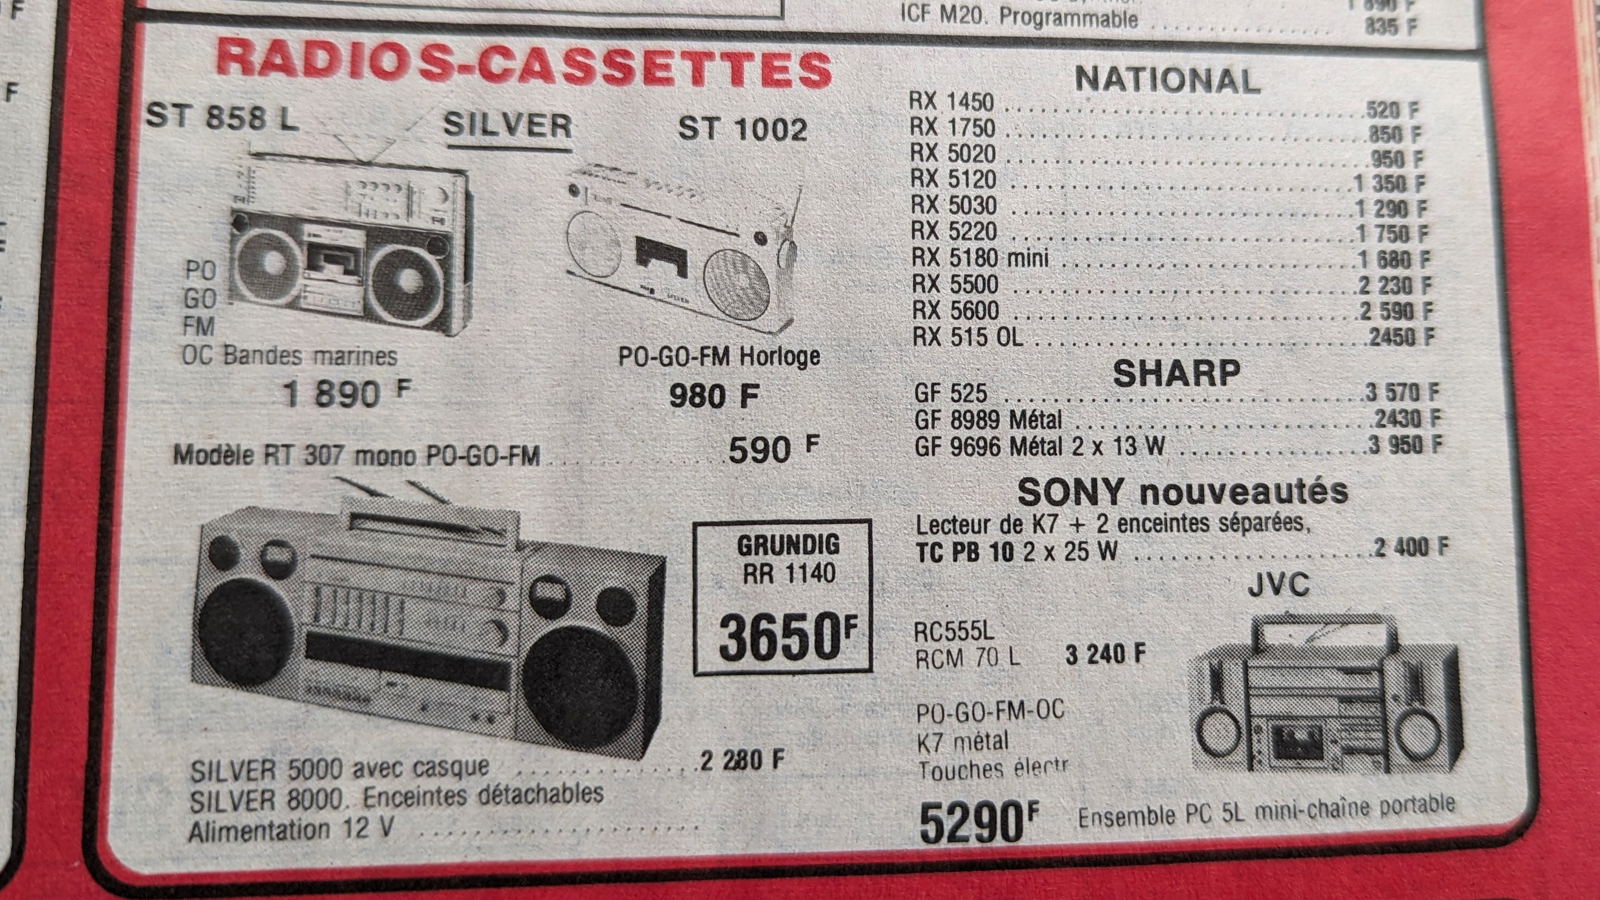 F
F
F
1 890 F
ICF M20. Programmable .......... 835 F
RADIOS-CASSETTES
ST 858 L
SILVER
ST 1002
PO
GO
FM
OC Bandes marines
1 890 F
PO-GO-FM Horloge
980 F
Modèle RT 307 mono PO-GO-FM .......... 590 F
GRUNDIG
RR 1140
3650F
SILVER 5000 avec casque .......... 2 280 F
SILVER 8000. Enceintes détachables
Alimentation 12 V ..........
NATIONAL
RX 1450 .......... 520 F
RX 1750 .......... 850 F
RX 5020 .......... 950 F
RX 5120 .......... 1 350 F
RX 5030 .......... 1 290 F
RX 5220 .......... 1 750 F
RX 5180 mini .......... 1 680 F
RX 5500 .......... 2 230 F
RX 5600 .......... 2 590 F
RX 515 OL .......... 2450 F
SHARP
GF 525 .......... 3 570 F
GF 8989 Métal .......... 2430 F
GF 9696 Métal 2 x 13 W .......... 3 950 F
SONY nouveautés
Lecteur de K7 + 2 enceintes séparées,
TC PB 10 2 x 25 W .......... 2 400 F
JVC
RC555L
RCM 70 L 3 240 F
PO-GO-FM-OC
K7 métal
Touches électr
5290F Ensemble PC 5L mini-chaîne portable